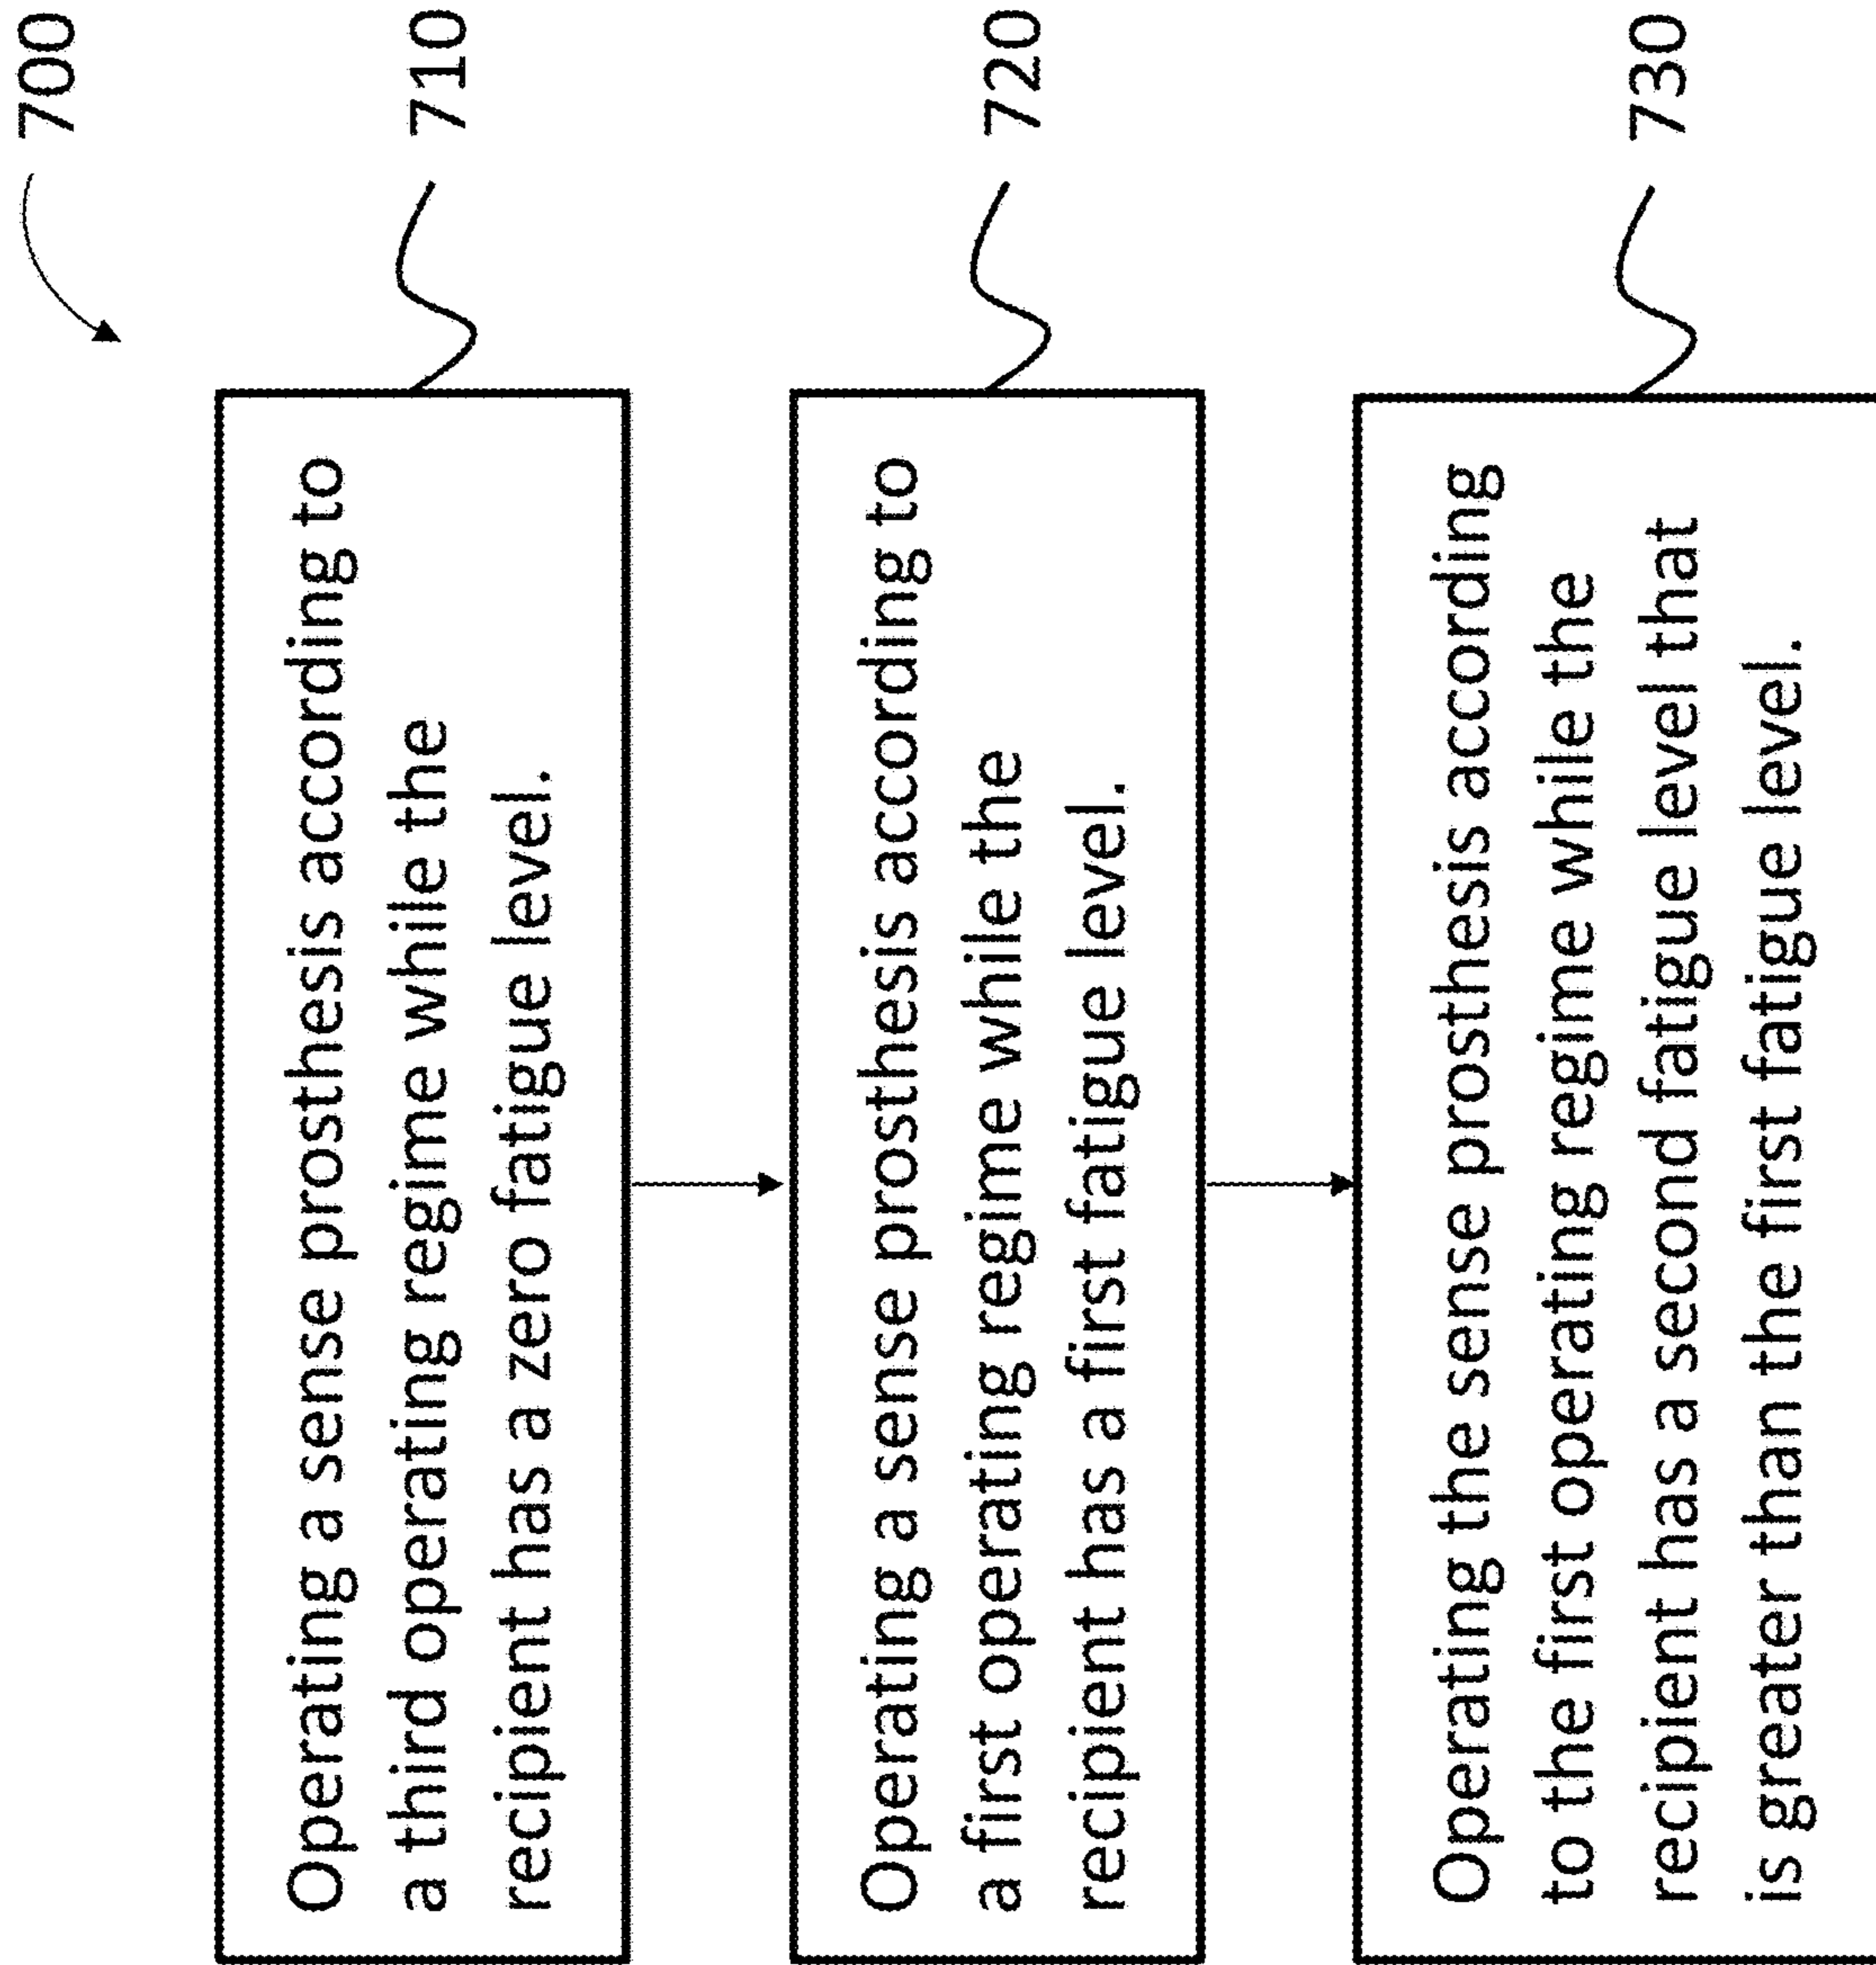 700
Operating a sense prosthesis according to
a third operating regime while the
recipient has a zero fatigue level.
710
Operating a sense prosthesis according to
a first operating regime while the
recipient has a first fatigue level.
720
Operating the sense prosthesis according
to the first operating regime while the
recipient has a second fatigue level that
is greater than the first fatigue level.
730